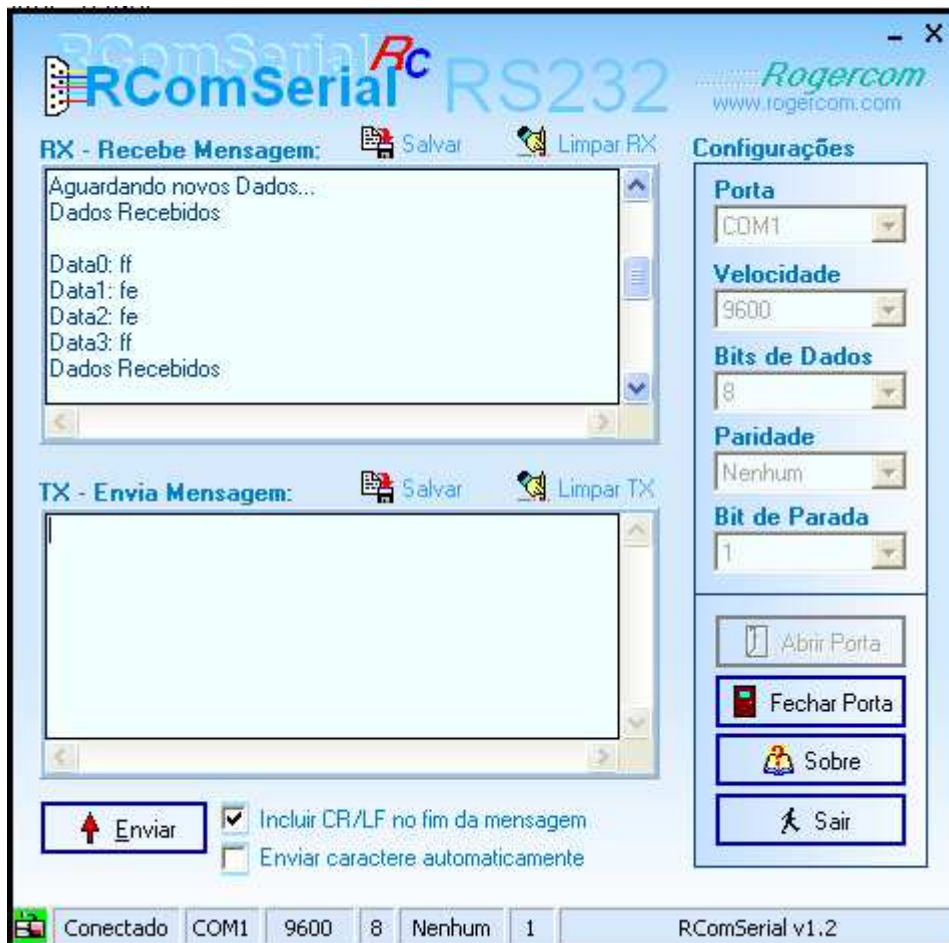 RComSerial Rc RS232
Rogercom
www.rogercom.com
RX - Recebe Mensagem:
Salvar
Limpar RX
Aguardando novos Dados...
Dados Recebidos
Data0: ff
Data1: fe
Data2: fe
Data3: ff
Dados Recebidos
TX - Envia Mensagem:
Salvar
Limpar TX
Enviar
Incluir CR/LF no fim da mensagem
Enviar caractere automaticamente
Configurações
Porta
COM1
Velocidade
9600
Bits de Dados
8
Paridade
Nenhum
Bit de Parada
1
Abrir Porta
Fechar Porta
Sobre
Sair
Conectado COM1 9600 8 Nenhum 1 RComSerial v1.2